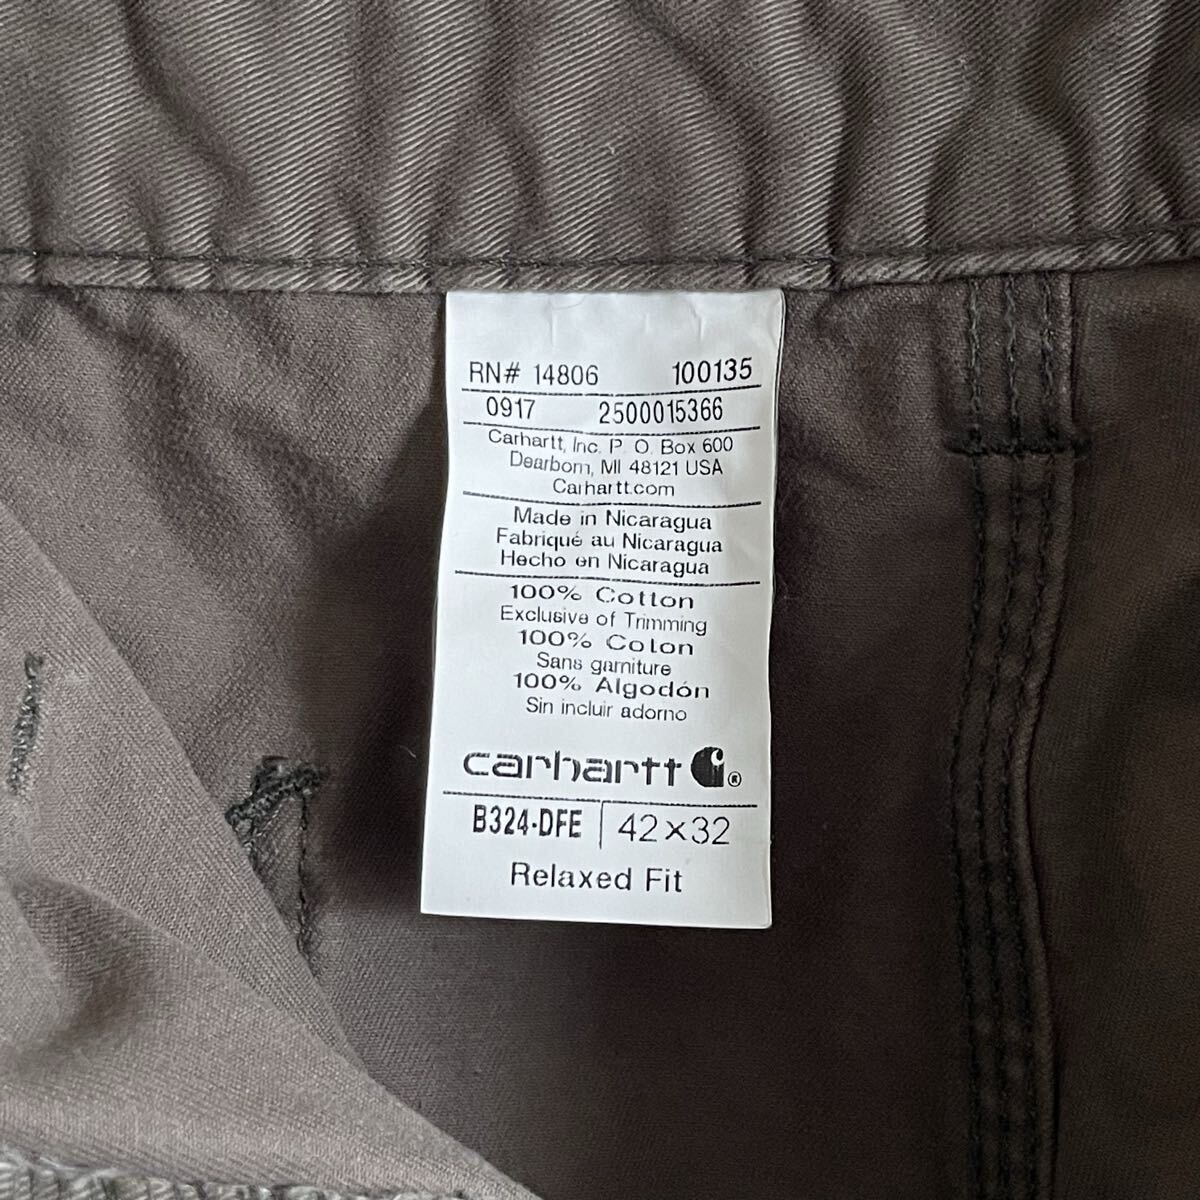 RN# 14806 100135
0917 2500015366
Carhartt, Inc. P. O. Box 600
Dearborn, MI 48121 USA
Carhartt.com
Made in Nicaragua
Fabriqué au Nicaragua
Hecho en Nicaragua
100% Cotton
Exclusive of Trimming
100% Coton
Sans garniture
100% Algodón
Sin incluir adorno
carhartt ®
B324-DFE 42×32
Relaxed Fit